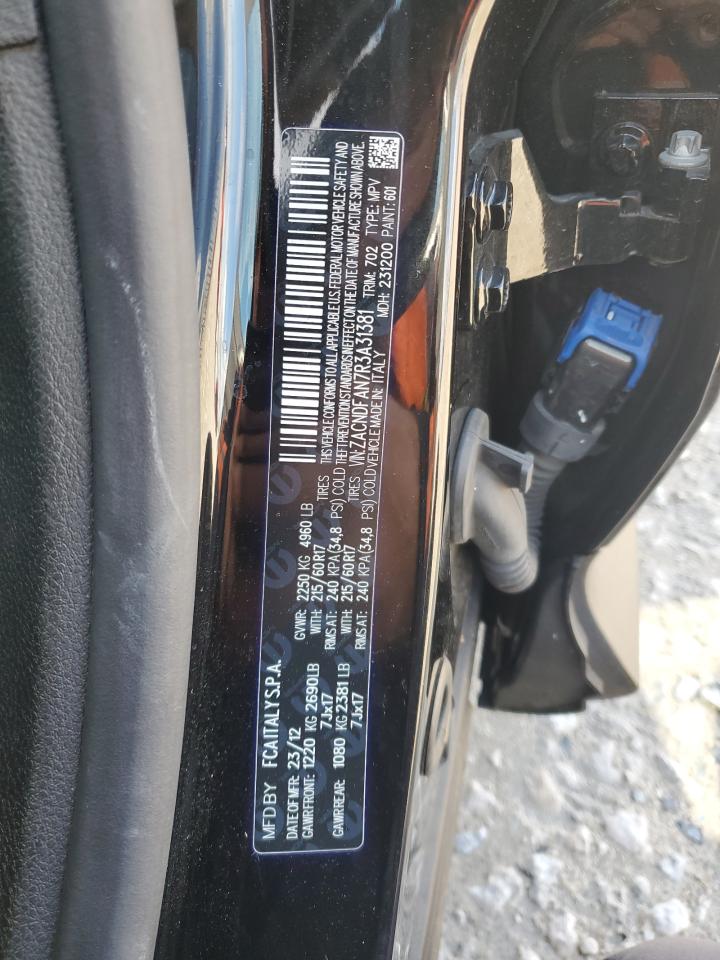 MFD BY FCA ITALY S.P.A.
DATE OF MFR: 23/12 GVWR: 2250 KG 4960 LB
GAWR FRONT: 1220 KG 2690LB WITH: 215/60R17 TIRES
7Jx17 RIMS AT: 240 KPA(34,8 PSI) COLD
GAWR REAR: 1080 KG 2381 LB WITH: 215/60R17 TIRES
7Jx17 RIMS AT: 240 KPA(34,8 PSI) COLD
THIS VEHICLE CONFORMS TO ALL APPLICABLE U.S. FEDERAL MOTOR VEHICLE SAFETY AND
THEFT PREVENTION STANDARDS IN EFFECT ON THE DATE OF MANUFACTURE SHOWN ABOVE.
VIN: ZACNDFAN7R3A31381 TRIM: 702 TYPE: MPV
VEHICLE MADE IN: ITALY MDH: 231200 PAINT: 601